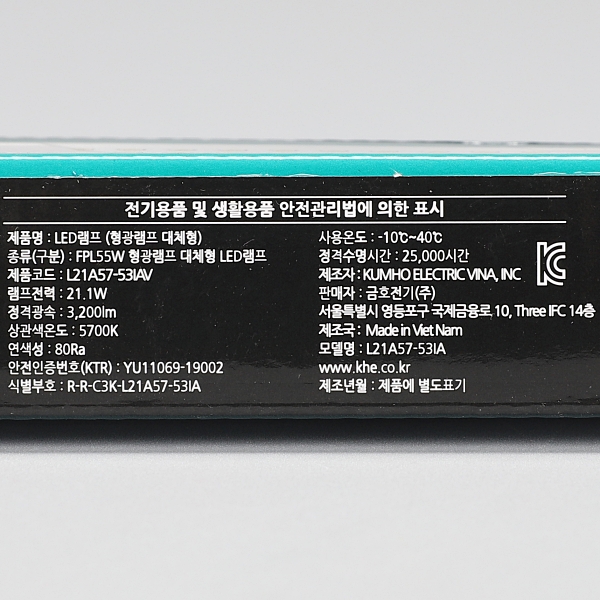 전기용품 및 생활용품 안전관리법에 의한 표시
제품명 : LED램프 (형광램프 대체형)
종류(구분) : FPL55W 형광램프 대체형 LED램프
제품코드 : L21A57-53IAV
램프전력 : 21.1W
정격광속 : 3,200lm
상관색온도 : 5700K
연색성 : 80Ra
안전인증번호(KTR) : YU11069-19002
식별부호 : R-R-C3K-L21A57-53IA
사용온도 : -10℃~40℃
정격수명시간 : 25,000시간
제조자 : KUMHO ELECTRIC VINA, INC
판매자 : 금호전기(주)
서울특별시 영등포구 국제금융로 10, Three IFC 14층
제조국 : Made in Viet Nam
모델명 : L21A57-53IA
www.khe.co.kr
제조년월 : 제품에 별도표기
KC